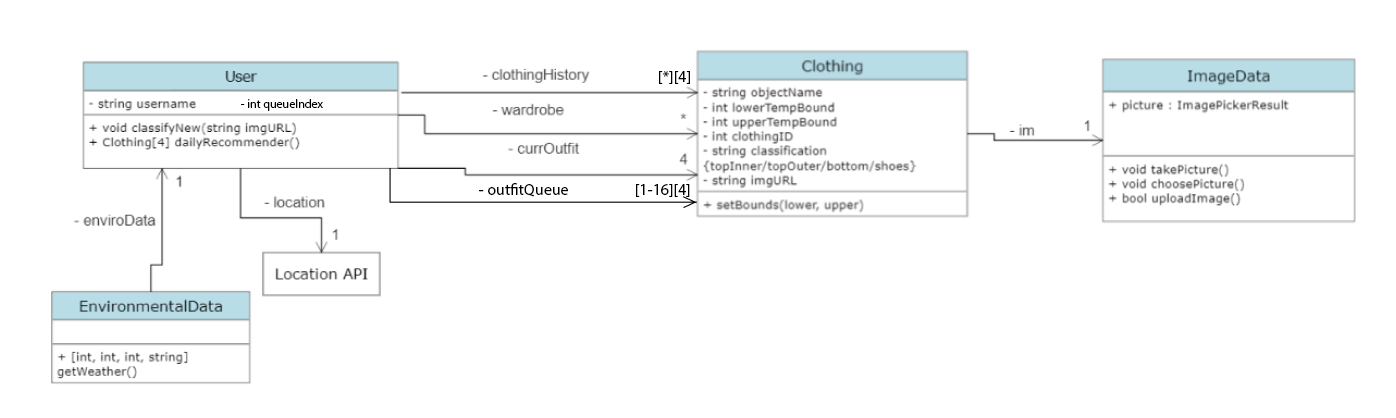 User
- string username - int queueIndex
+ void classifyNew(string imgURL)
+ Clothing[4] dailyRecommender()
- clothingHistory [*][4]
- wardrobe *
- currOutfit 4
- outfitQueue [1-16][4]
Clothing
- string objectName
- int lowerTempBound
- int upperTempBound
- int clothingID
- string classification
{topInner/topOuter/bottom/shoes}
- string imgURL
+ setBounds(lower, upper)
- im 1
ImageData
+ picture : ImagePickerResult
+ void takePicture()
+ void choosePicture()
+ bool uploadImage()
1
- enviroData
- location
1
Location API
EnvironmentalData
+ [int, int, int, string]
getWeather()